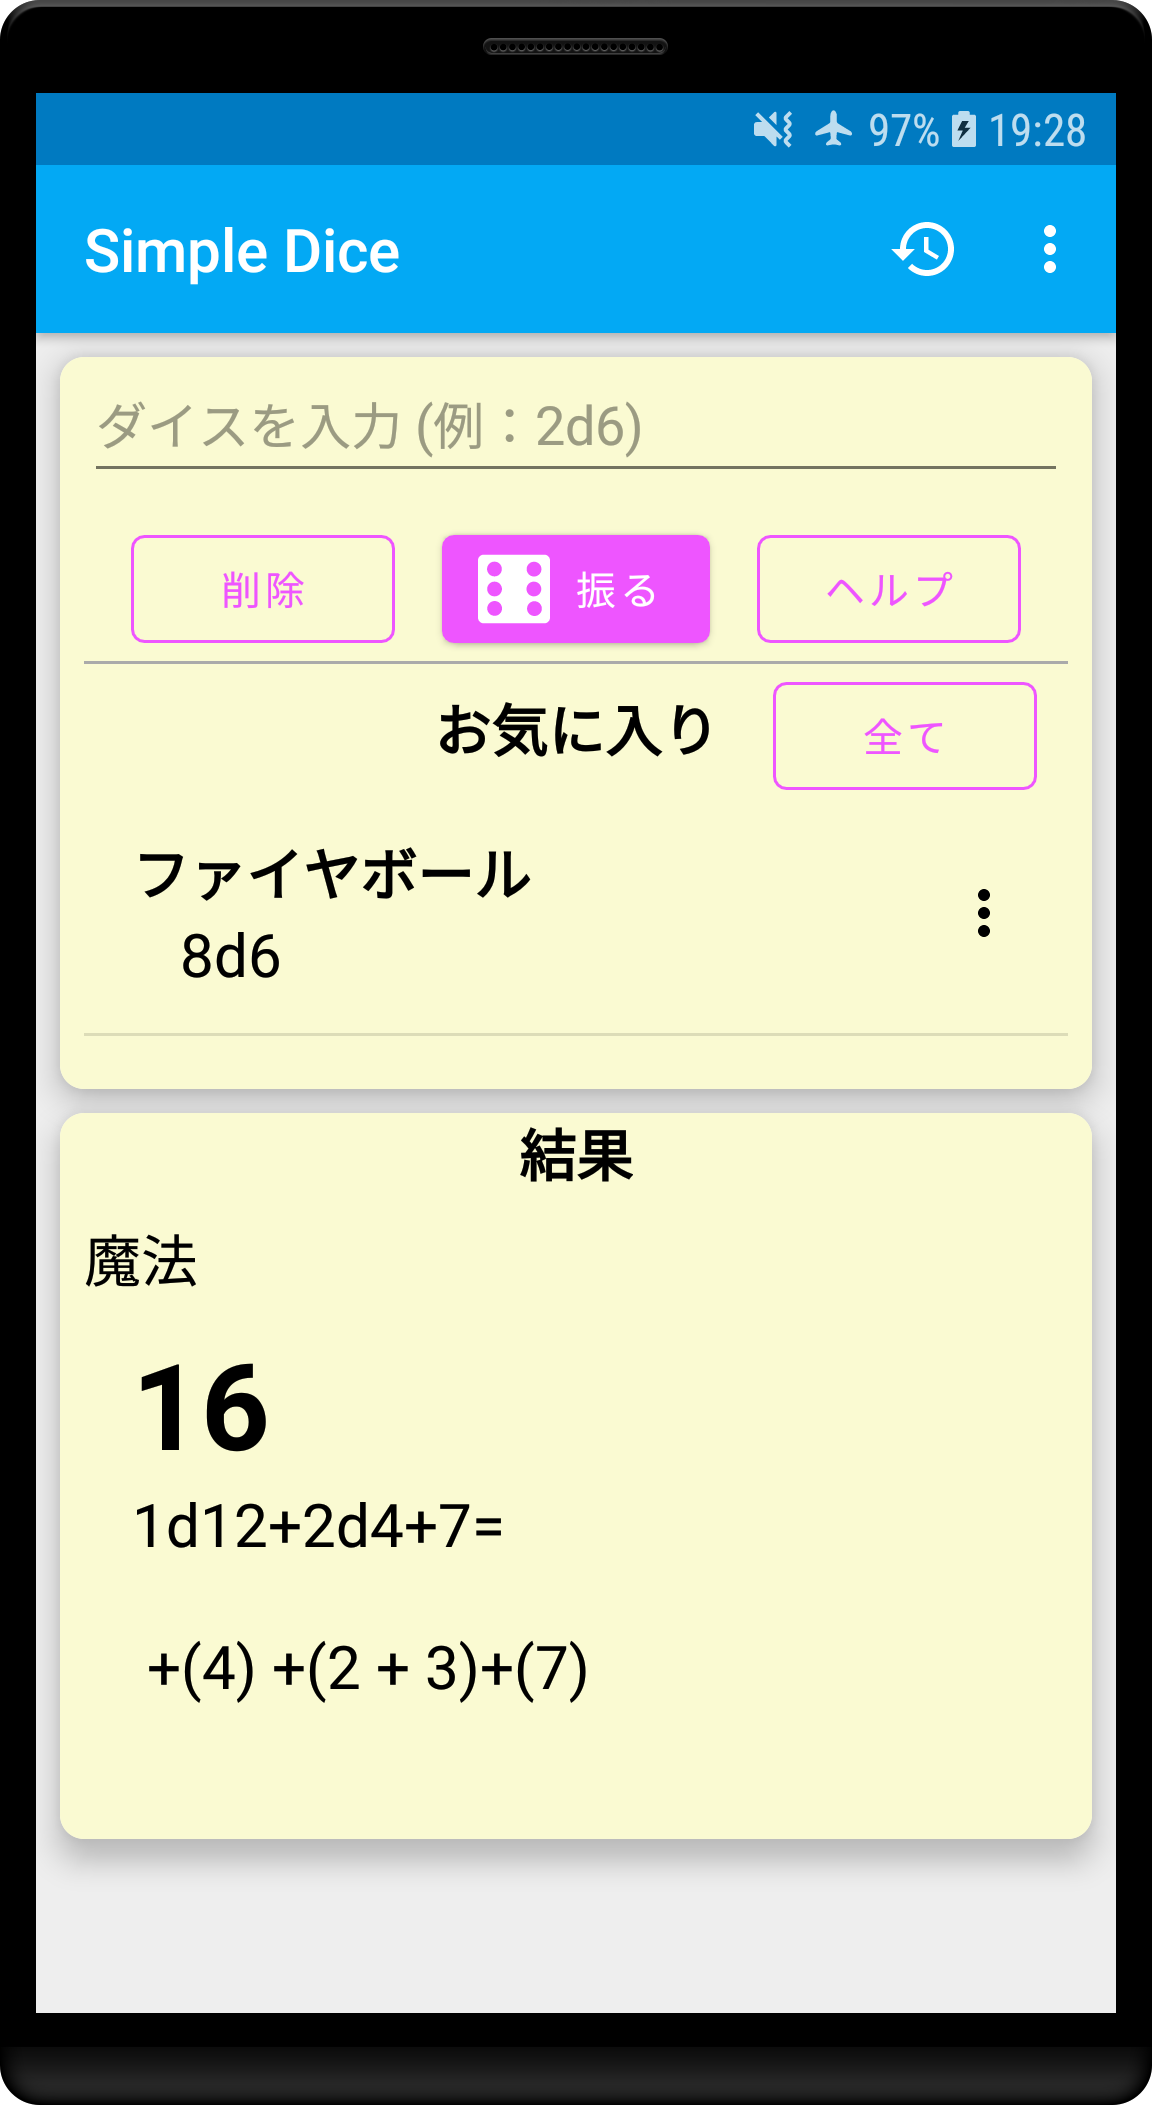 97% 19:28
Simple Dice
ダイスを入力 (例：2d6)
削除 振る ヘルプ
お気に入り 全て
ファイヤボール
8d6
結果
魔法
16
1d12+2d4+7=
+(4) +(2 + 3)+(7)